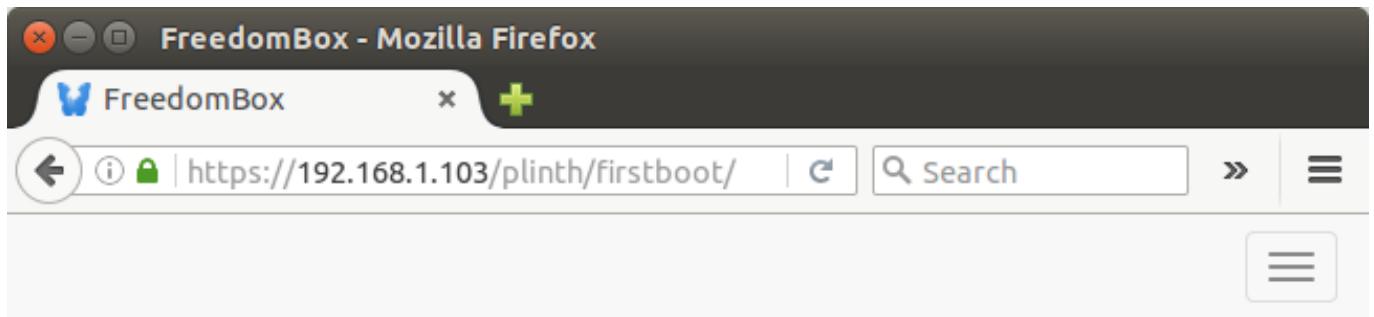 FreedomBox - Mozilla Firefox
FreedomBox
https://192.168.1.103/plinth/firstboot/ Search